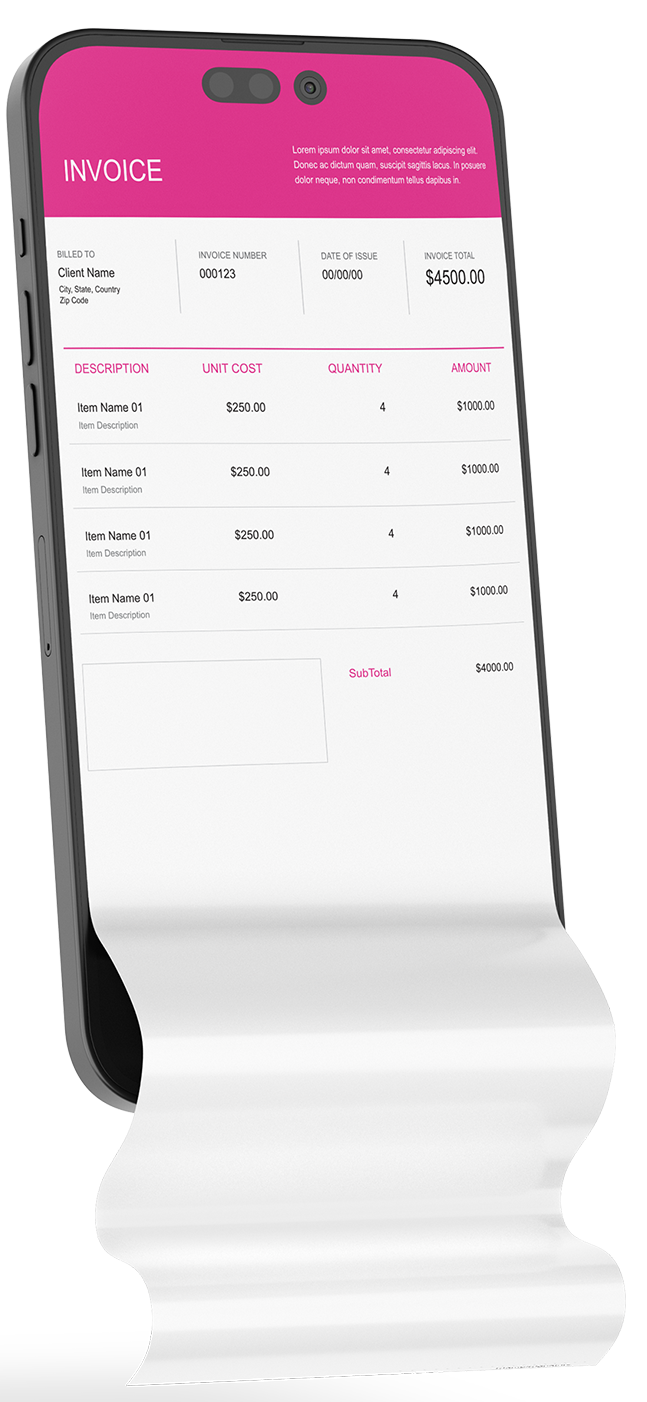 INVOICE
Lorem ipsum dolor sit amet, consectetur adipiscing elit.
Donec ac dictum quam, suscipit sagittis lacus. In posuere
dolor neque, non condimentum tellus dapibus in.
BILLED TO
Client Name
City, State, Country
Zip Code
INVOICE NUMBER
000123
DATE OF ISSUE
00/00/00
INVOICE TOTAL
$4500.00
DESCRIPTION UNIT COST QUANTITY AMOUNT
Item Name 01 $250.00 4 $1000.00
Item Description
Item Name 01 $250.00 4 $1000.00
Item Description
Item Name 01 $250.00 4 $1000.00
Item Description
Item Name 01 $250.00 4 $1000.00
Item Description
SubTotal $4000.00